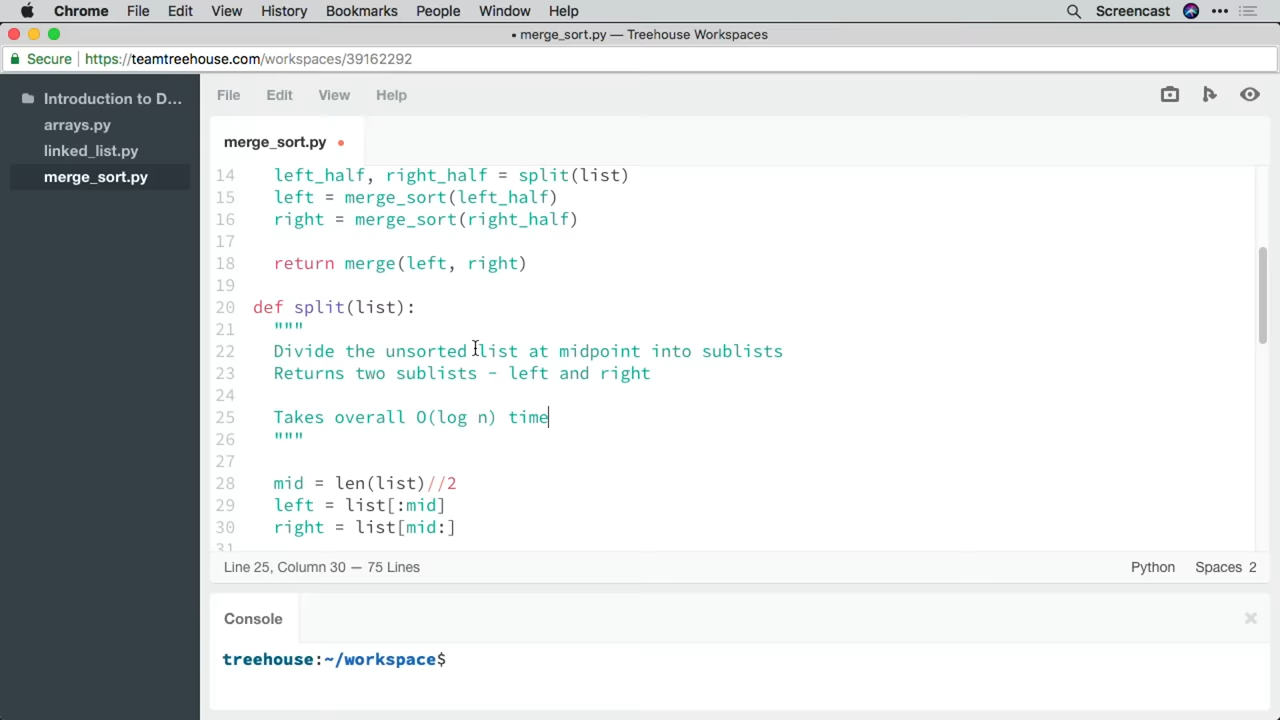 Chrome File Edit View History Bookmarks People Window Help Screencast
• merge_sort.py — Treehouse Workspaces
Secure https://teamtreehouse.com/workspaces/39162292
Introduction to D...
arrays.py
linked_list.py
merge_sort.py
File Edit View Help
merge_sort.py
14 left_half, right_half = split(list)
15 left = merge_sort(left_half)
16 right = merge_sort(right_half)
17
18 return merge(left, right)
19
20 def split(list):
21 """
22 Divide the unsorted list at midpoint into sublists
23 Returns two sublists - left and right
24
25 Takes overall O(log n) time
26 """
27
28 mid = len(list)//2
29 left = list[:mid]
30 right = list[mid:]
31
Line 25, Column 30 — 75 Lines Python Spaces 2
Console
treehouse:~/workspace$